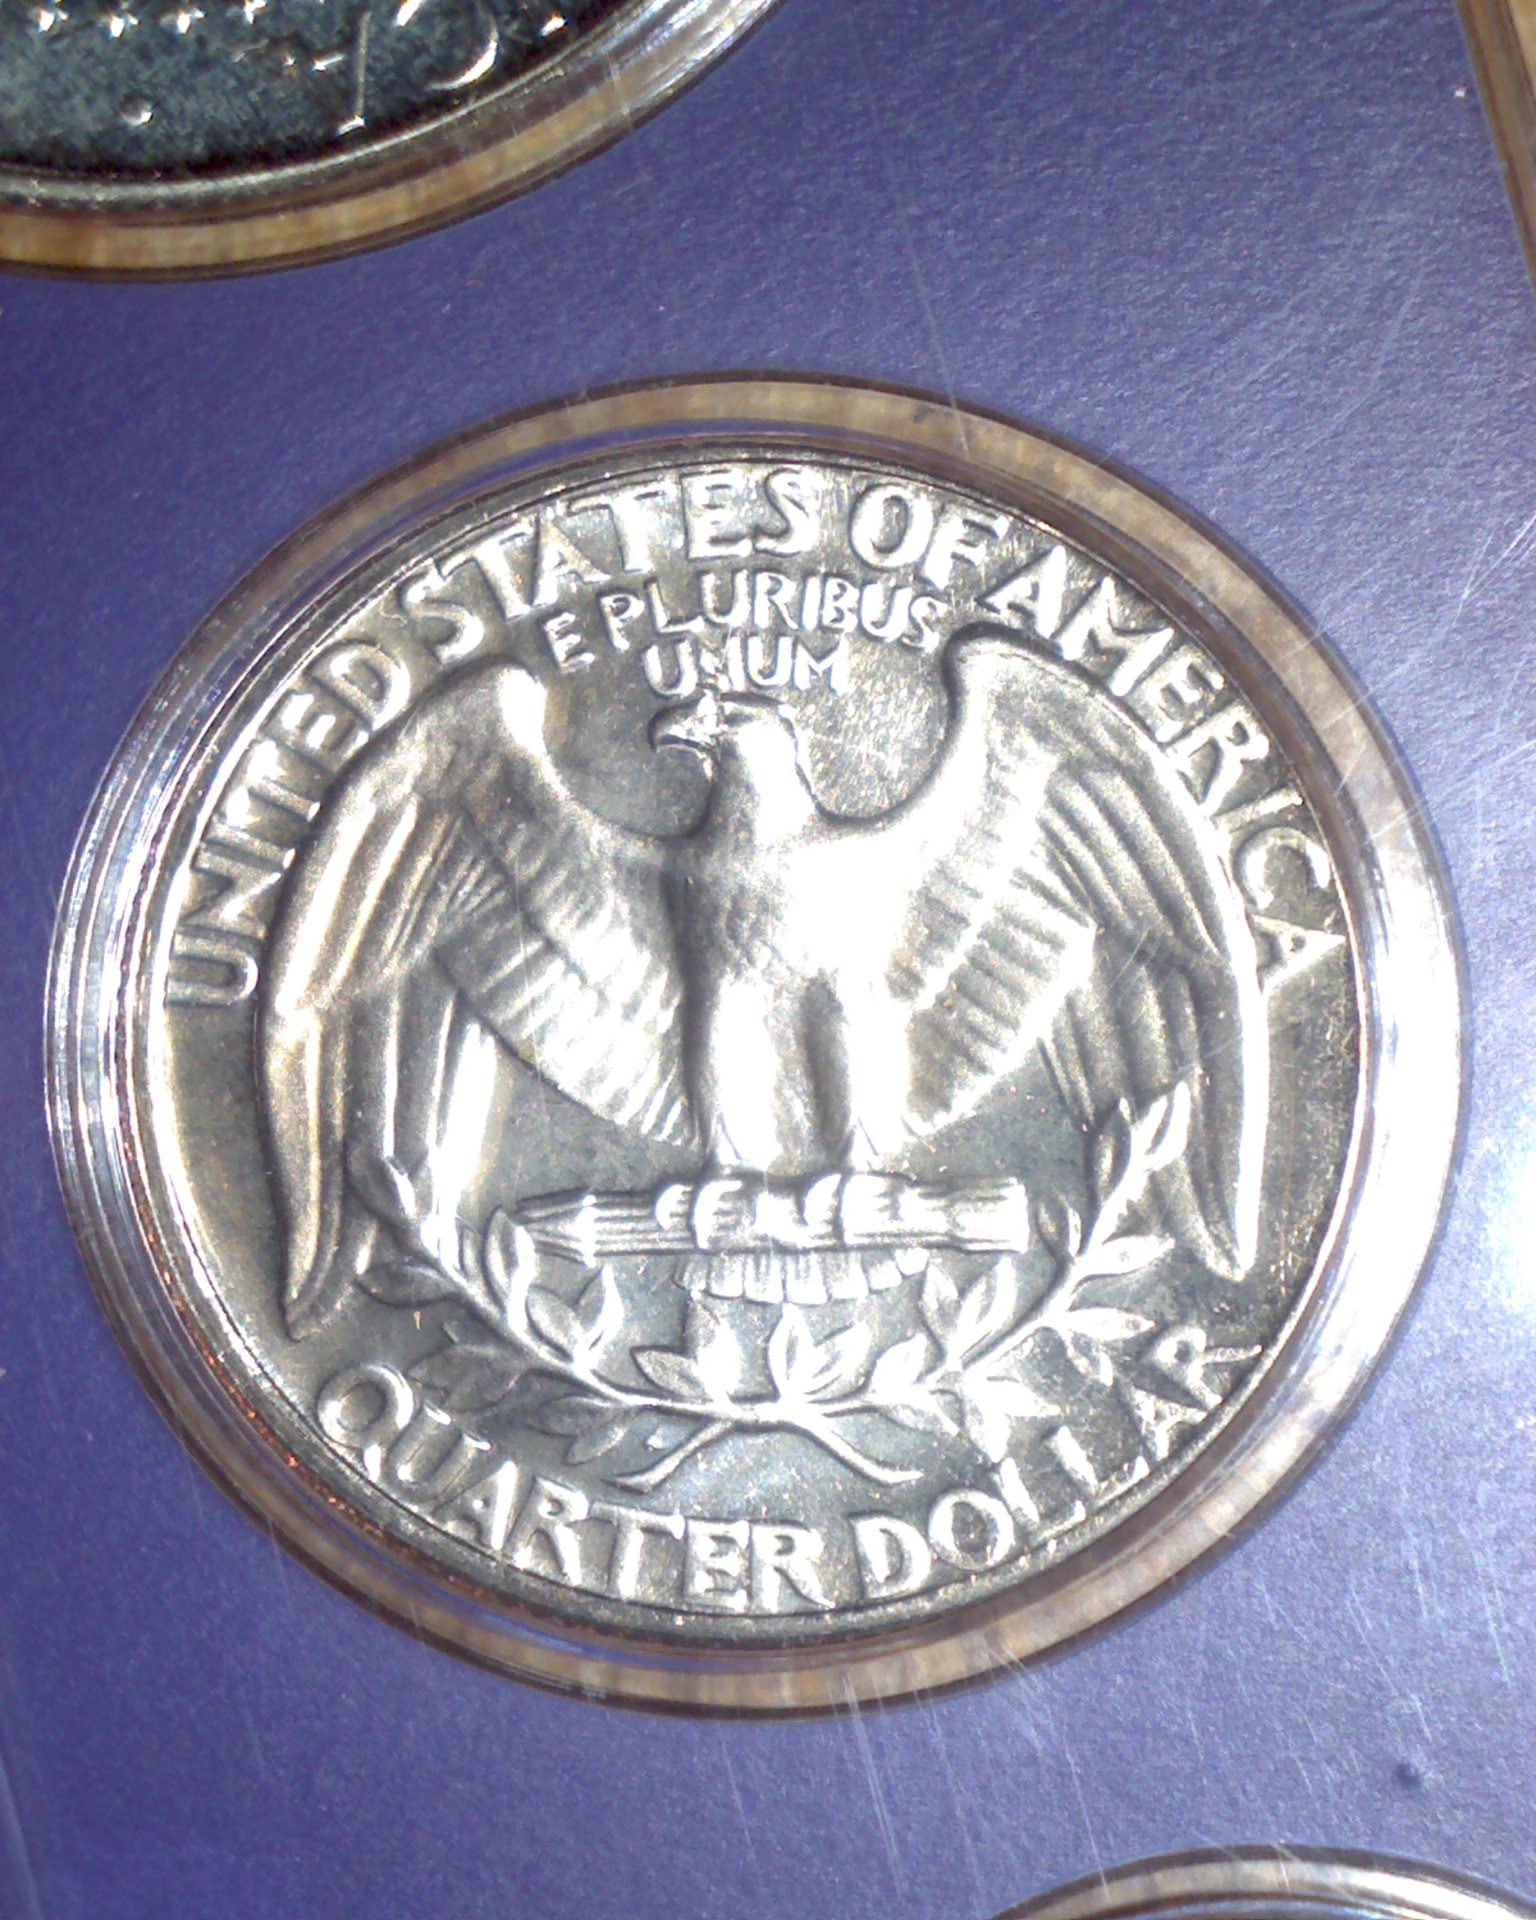 UNITED STATES OF AMERICA
E PLURIBUS
UNUM
QUARTER DOLLAR